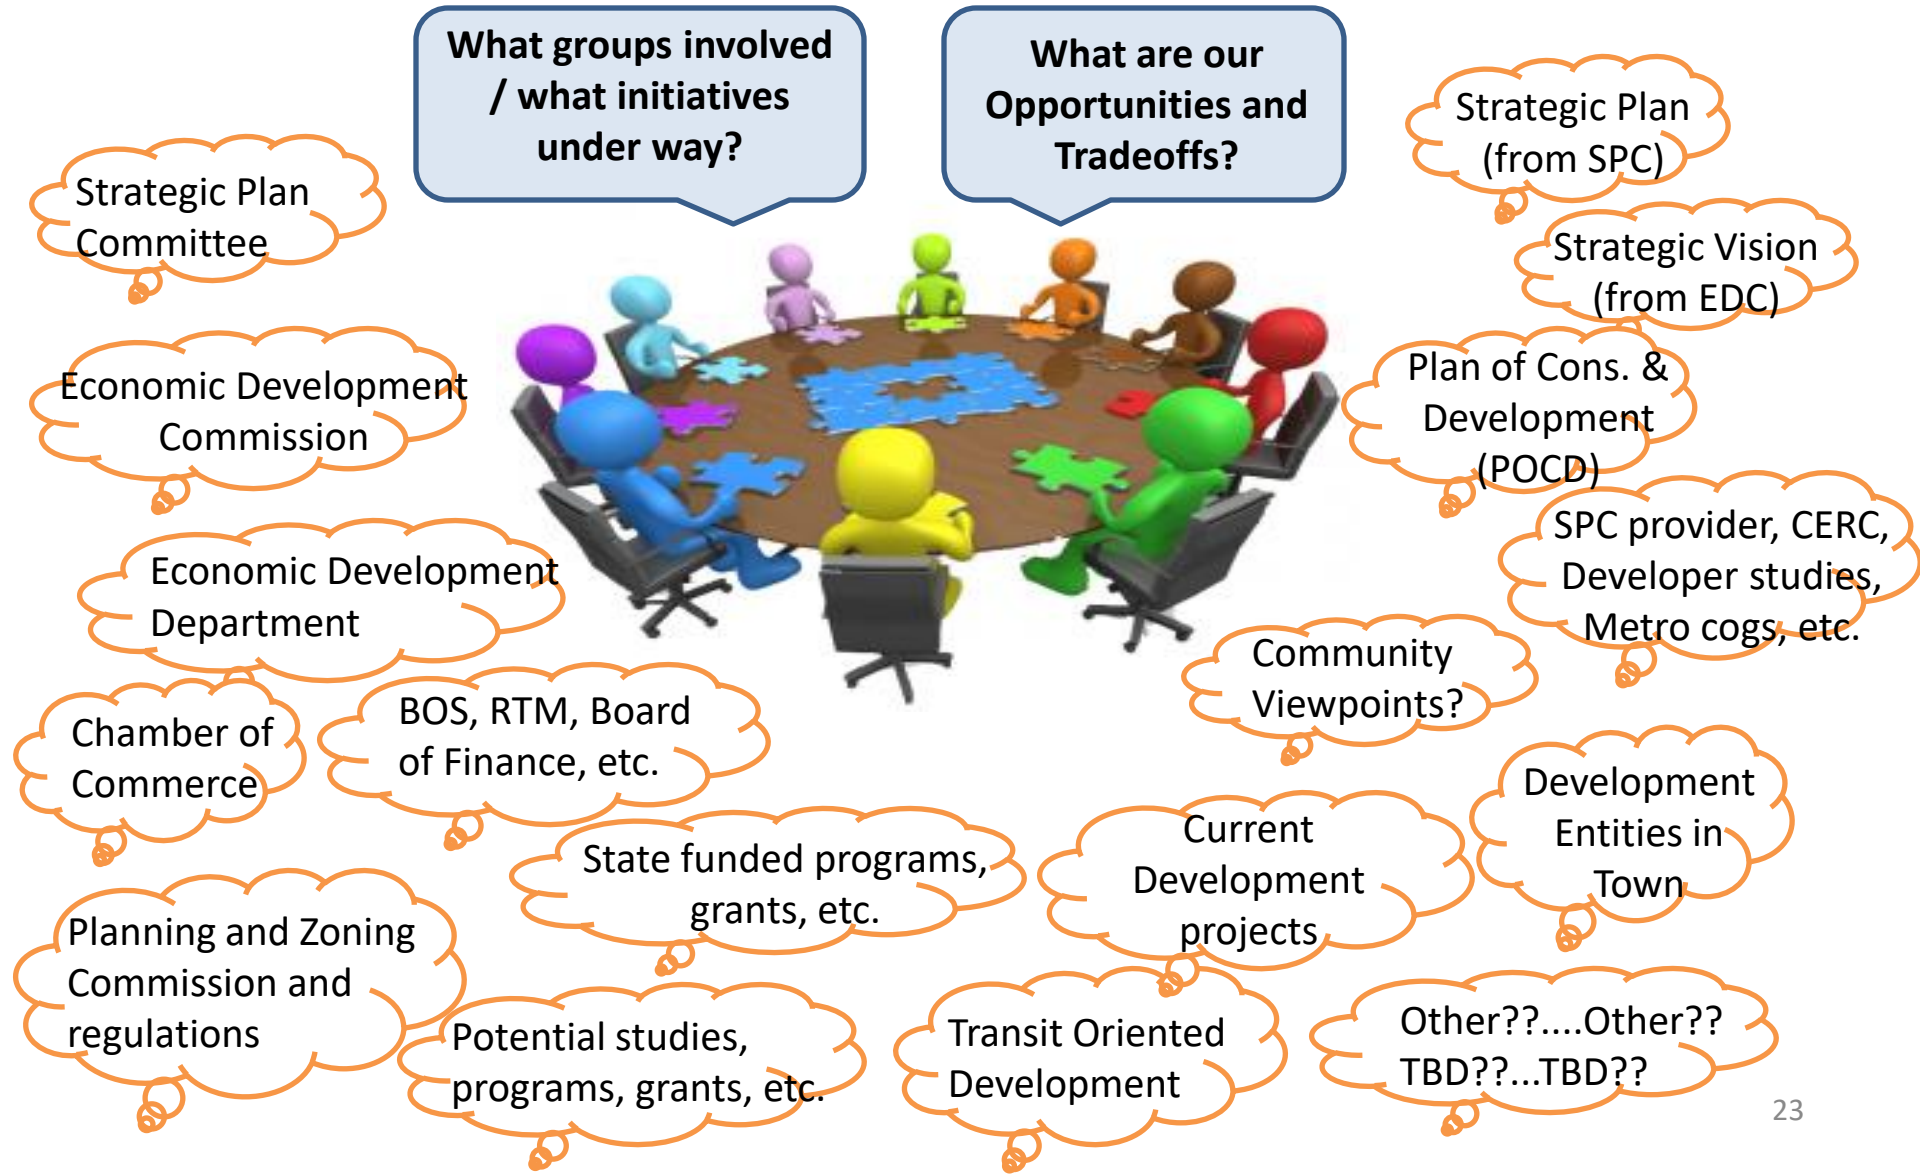 What groups involved
/ what initiatives
under way?
What are our
Opportunities and
Tradeoffs?
Strategic Plan
Committee
Economic Development
Commission
Economic Development
Department
Chamber of
Commerce
BOS, RTM, Board
of Finance, etc.
Planning and Zoning
Commission and
regulations
State funded programs,
grants, etc.
Potential studies,
programs, grants, etc.
Strategic Plan
(from SPC)
Strategic Vision
(from EDC)
Plan of Cons. &
Development
(POCD)
SPC provider, CERC,
Developer studies,
Metro cogs, etc.
Community
Viewpoints?
Development
Entities in
Town
Current
Development
projects
Transit Oriented
Development
Other??....Other??
TBD??...TBD??
23